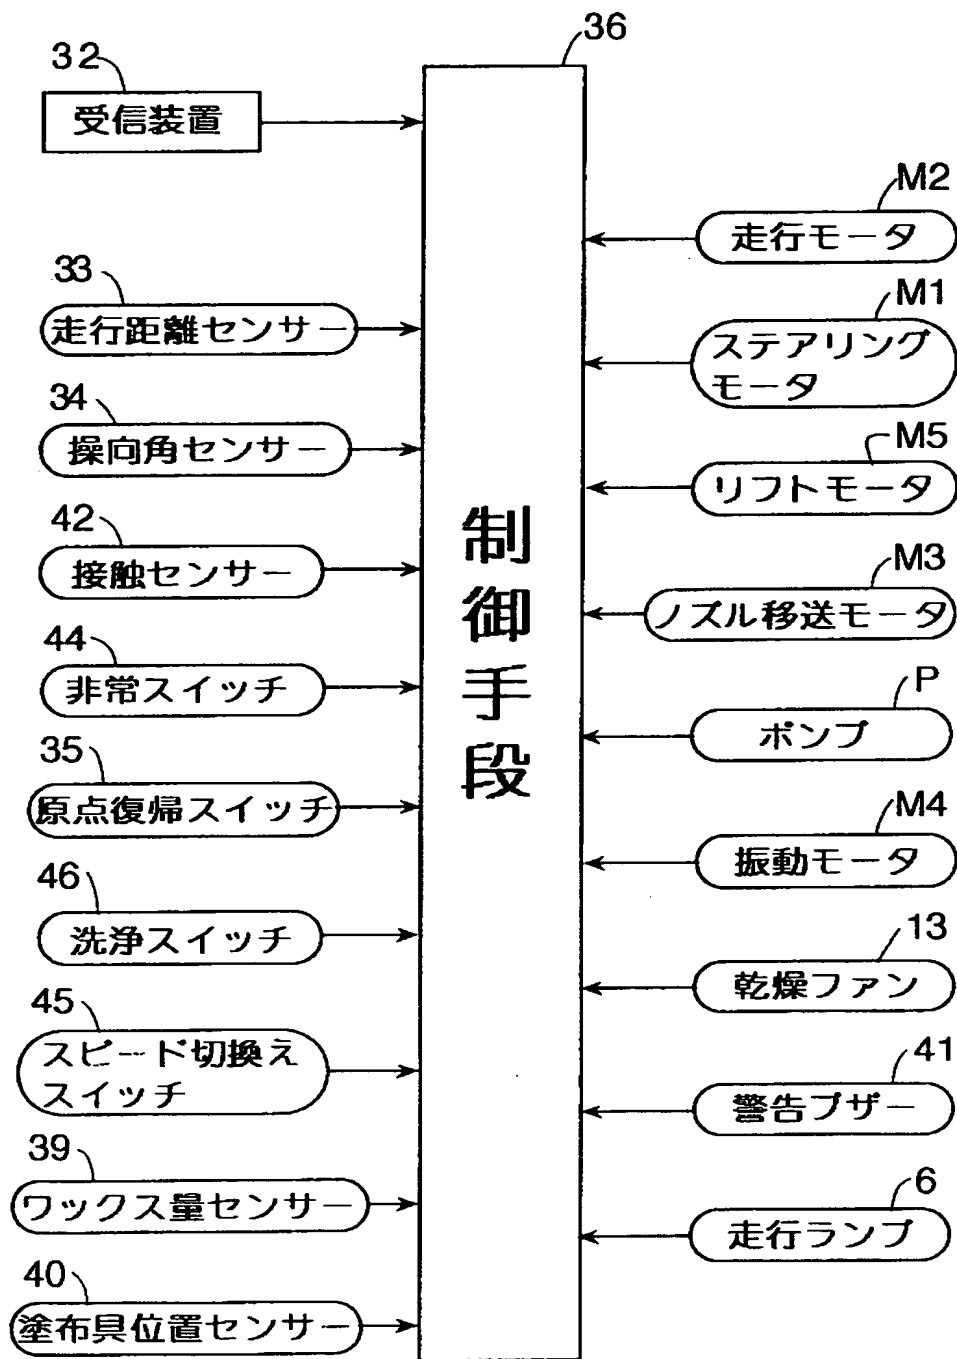 36
32
受信装置
33
走行距離センサー
34
操向角センサー
42
接触センサー
44
非常スイッチ
35
原点復帰スイッチ
46
洗浄スイッチ
45
スピード切換え
スイッチ
39
ワックス量センサー
40
塗布具位置センサー
制御手段
M2
走行モータ
M1
ステアリング
モータ
M5
リフトモータ
M3
ノズル移送モータ
P
ポンプ
M4
振動モータ
13
乾燥ファン
41
警告ブザー
6
走行ランプ